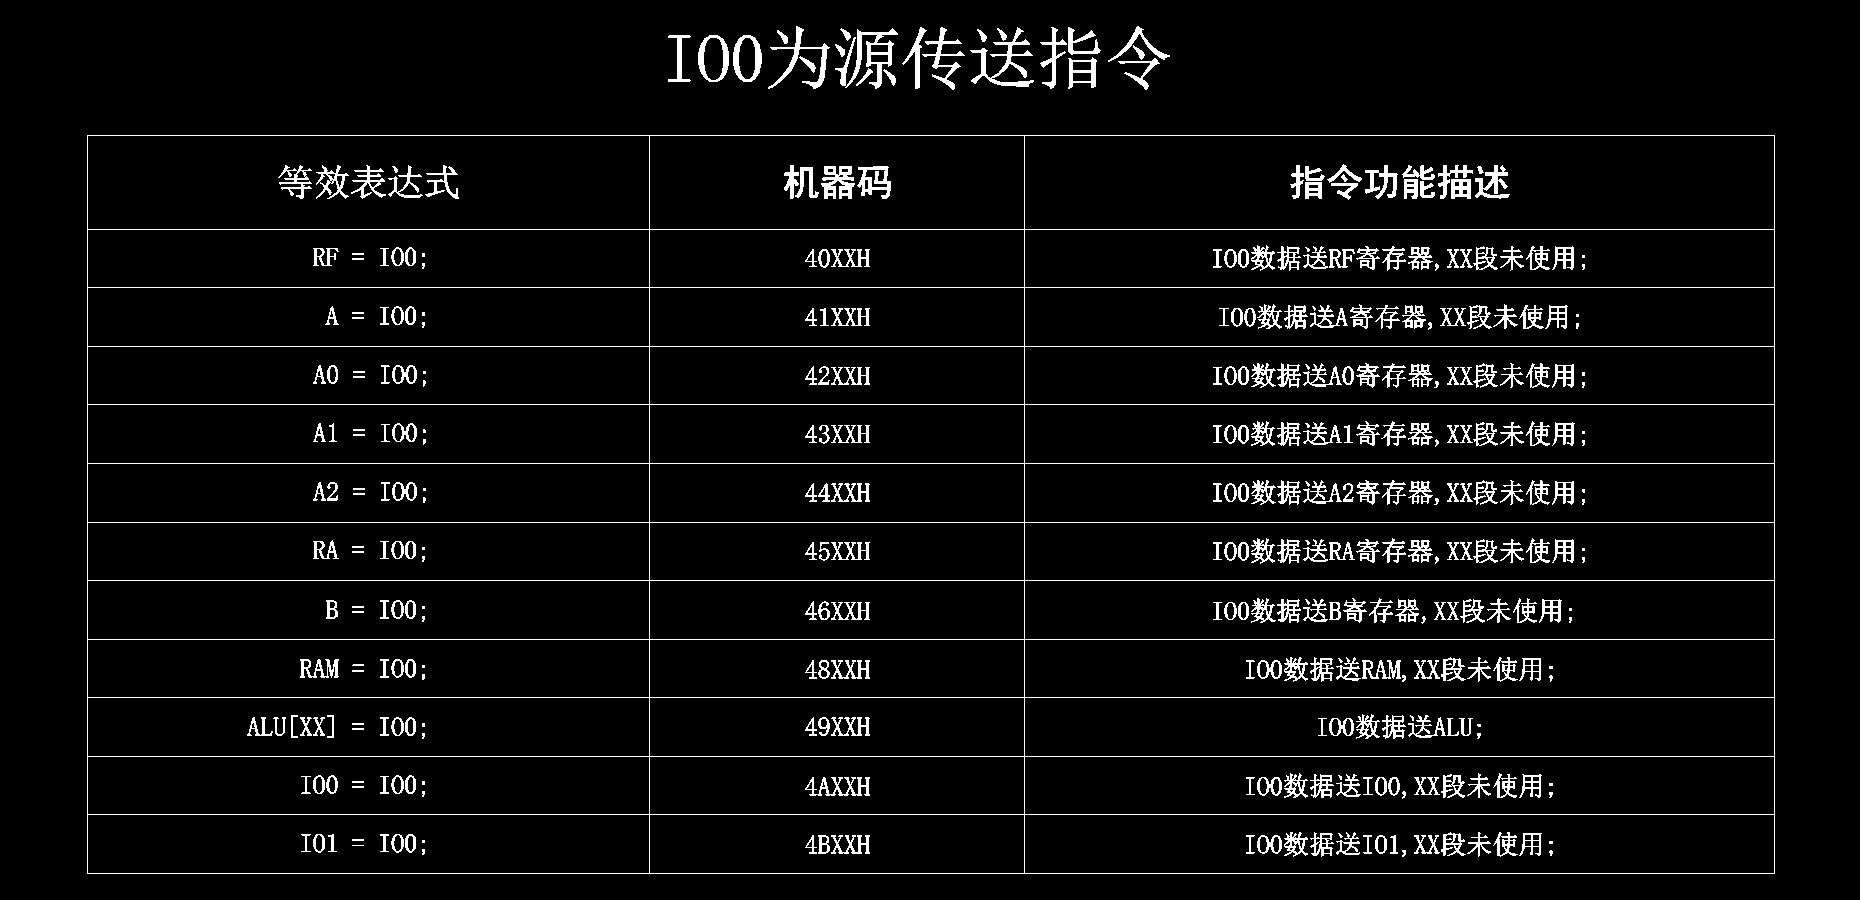 IO0为源传送指令
等效表达式 机器码 指令功能描述
RF = IO0; 40XXH IO0数据送RF寄存器,XX段未使用;
A = IO0; 41XXH IO0数据送A寄存器,XX段未使用;
A0 = IO0; 42XXH IO0数据送A0寄存器,XX段未使用;
A1 = IO0; 43XXH IO0数据送A1寄存器,XX段未使用;
A2 = IO0; 44XXH IO0数据送A2寄存器,XX段未使用;
RA = IO0; 45XXH IO0数据送RA寄存器,XX段未使用;
B = IO0; 46XXH IO0数据送B寄存器,XX段未使用;
RAM = IO0; 48XXH IO0数据送RAM,XX段未使用;
ALU[XX] = IO0; 49XXH IO0数据送ALU;
IO0 = IO0; 4AXXH IO0数据送IO0,XX段未使用;
IO1 = IO0; 4BXXH IO0数据送IO1,XX段未使用;